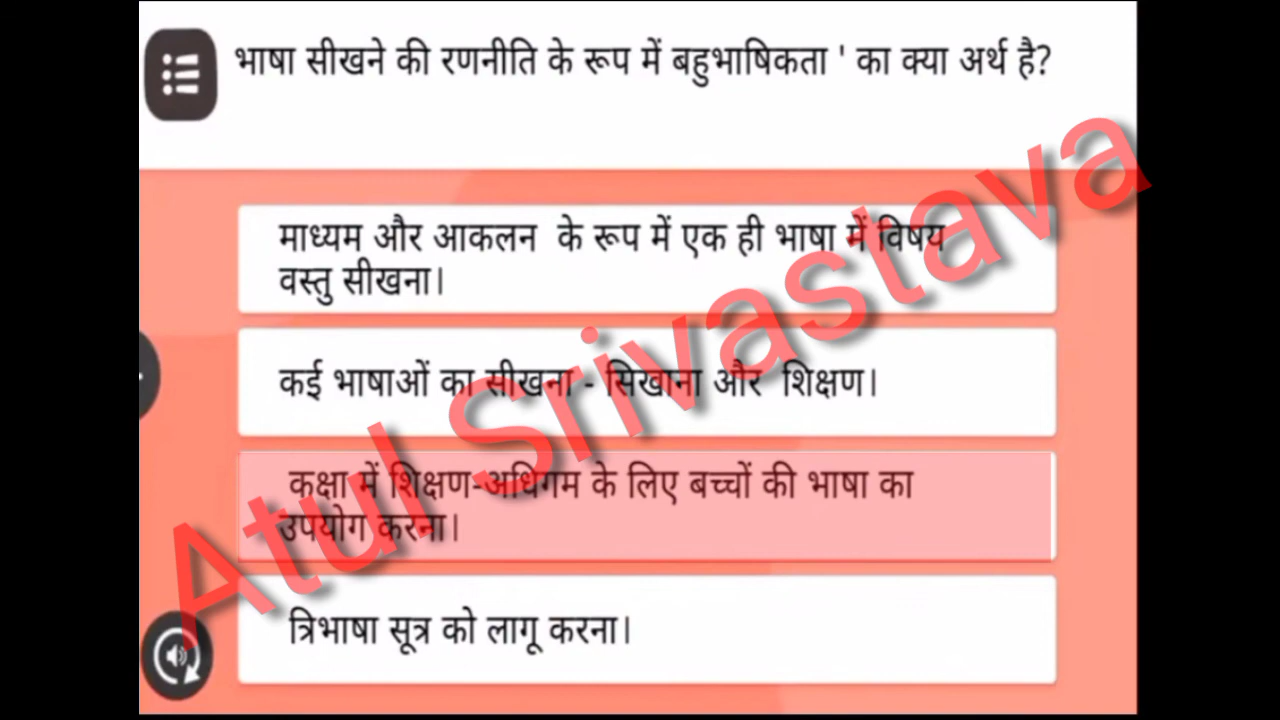 भाषा सीखने की रणनीति के रूप में बहुभाषिकता ' का क्या अर्थ है?
माध्यम और आकलन के रूप में एक ही भाषा में विषय
वस्तु सीखना।
कई भाषाओं का सीखना - सिखाना और शिक्षण।
कक्षा में शिक्षण-अधिगम के लिए बच्चों की भाषा का
उपयोग करना।
त्रिभाषा सूत्र को लागू करना।
Atul Srivastava